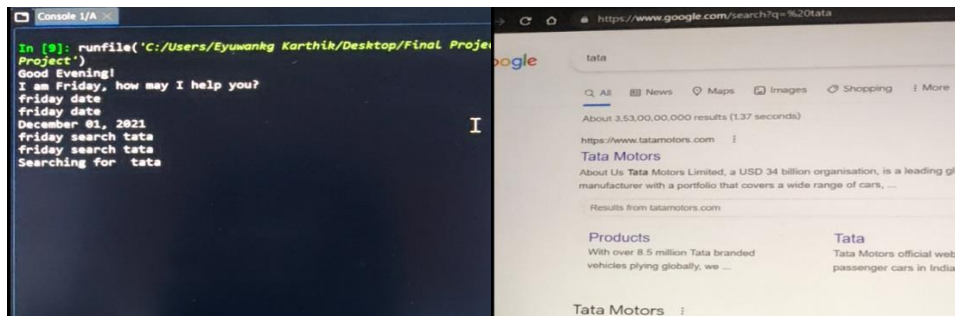 Console 1/A
In [9]: runfile('C:/Users/Eyuwankg Karthik/Desktop/Final Projec
Project')
Good Evening!
I am Friday, how may I help you?
friday date
friday date
December 01, 2021
friday search tata
friday search tata
Searching for  tata
https://www.google.com/search?q=%20tata
oogle
tata
All News Maps Images Shopping More
About 3,53,00,00,000 results (1.37 seconds)
https://www.tatamotors.com
Tata Motors
About Us Tata Motors Limited, a USD 34 billion organisation, is a leading gl
manufacturer with a portfolio that covers a wide range of cars, ...
Results from tatamotors.com
Products
With over 8.5 million Tata branded
vehicles plying globally, we ...
Tata
Tata Motors official web
passenger cars in India
Tata Motors